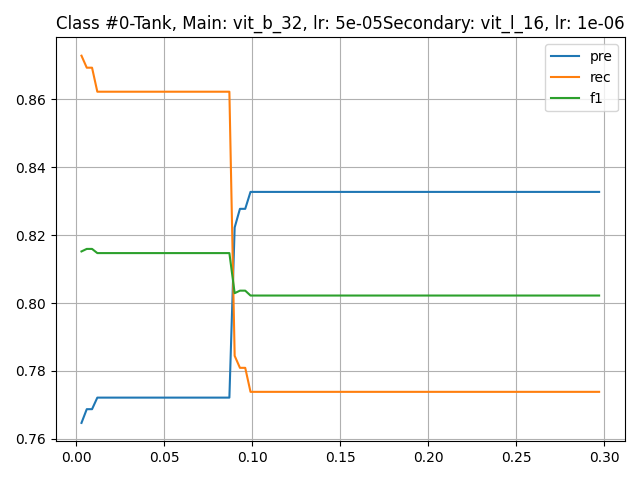 Class #0-Tank, Main: vit_b_32, lr: 5e-05Secondary: vit_l_16, lr: 1e-06
pre
rec
f1
0.86
0.84
0.82
0.80
0.78
0.76
0.00 0.05 0.10 0.15 0.20 0.25 0.30